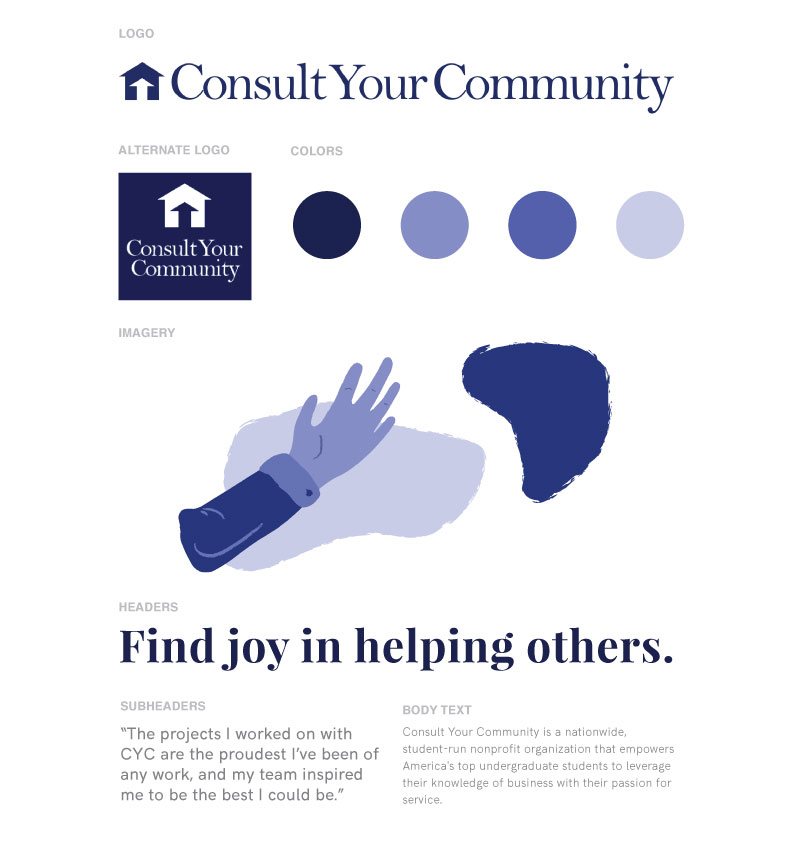 LOGO
Consult Your Community
ALTERNATE LOGO
COLORS
Consult Your
Community
IMAGERY
HEADERS
Find joy in helping others.
SUBHEADERS
“The projects I worked on with
CYC are the proudest I’ve been of
any work, and my team inspired
me to be the best I could be.”
BODY TEXT
Consult Your Community is a nationwide,
student-run nonprofit organization that empowers
America's top undergraduate students to leverage
their knowledge of business with their passion for
service.